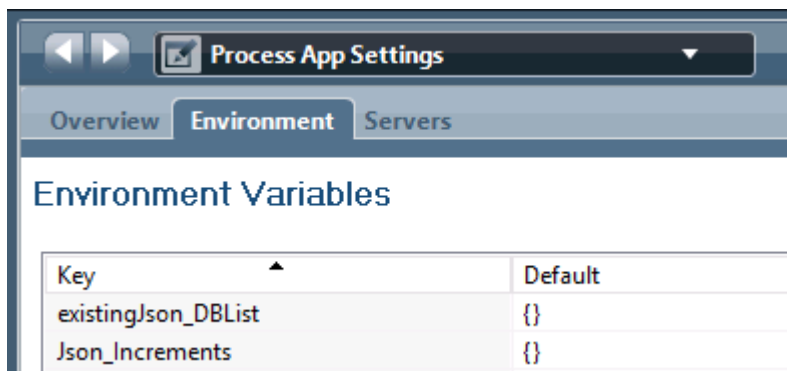 Process App Settings
Overview Environment Servers
Environment Variables
Key Default
existingJson_DBList {}
Json_Increments {}